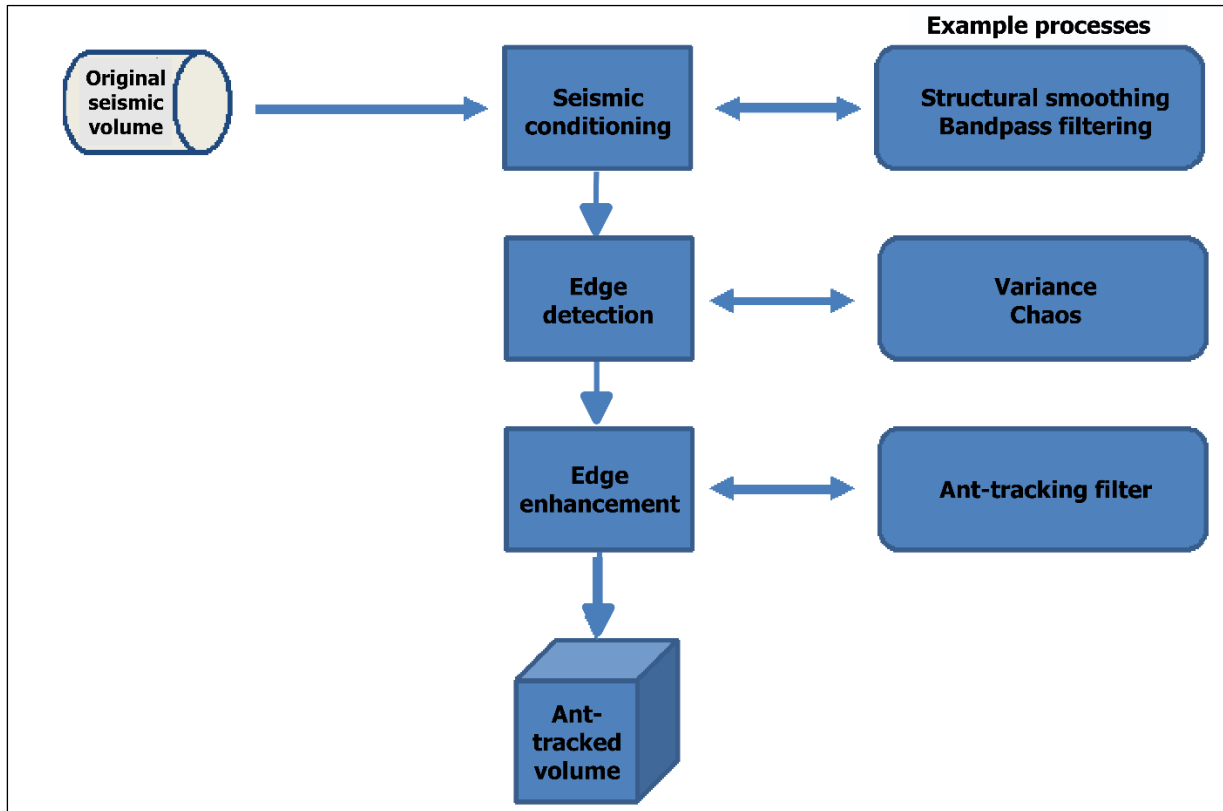 Example processes
Original
seismic
volume
Seismic
conditioning
Structural smoothing
Bandpass filtering
Edge
detection
Variance
Chaos
Edge
enhancement
Ant-tracking filter
Ant-
tracked
volume